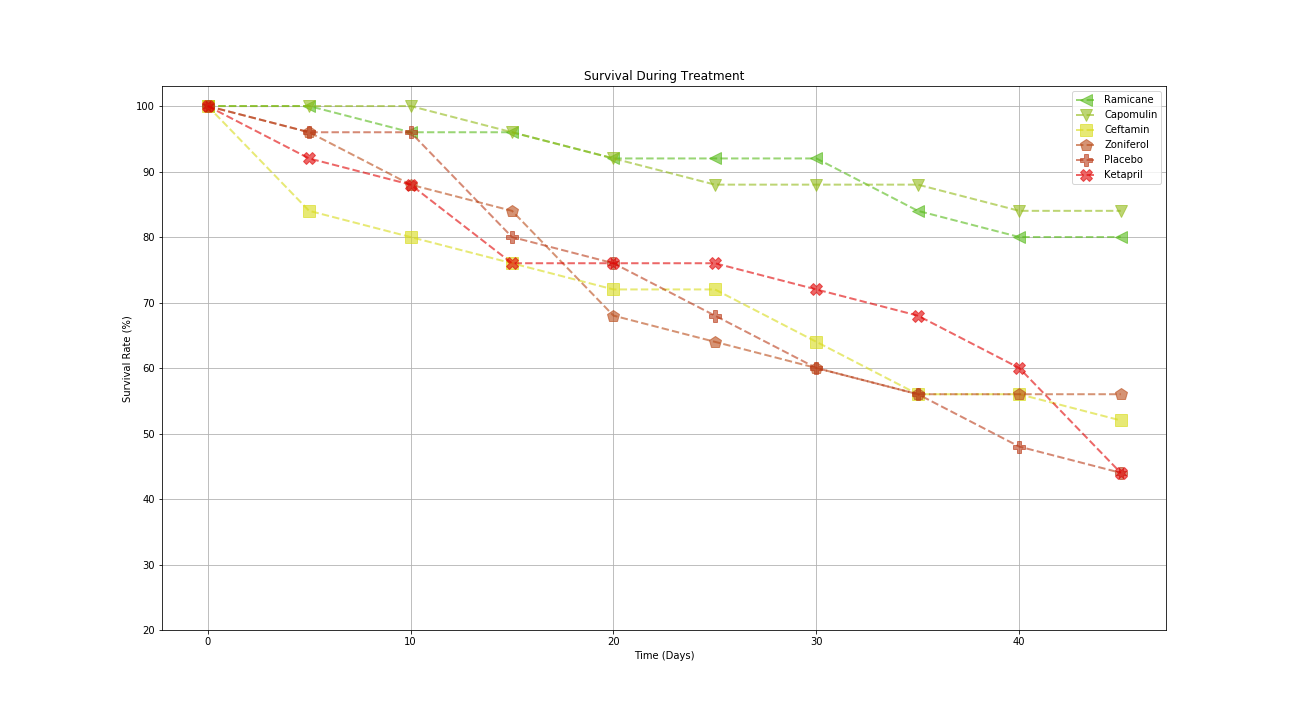 Survival During Treatment
Ramicane
Capomulin
Ceftamin
Zoniferol
Placebo
Ketapril
Survival Rate (%)
100
90
80
70
60
50
40
30
20
0 10 20 30 40
Time (Days)